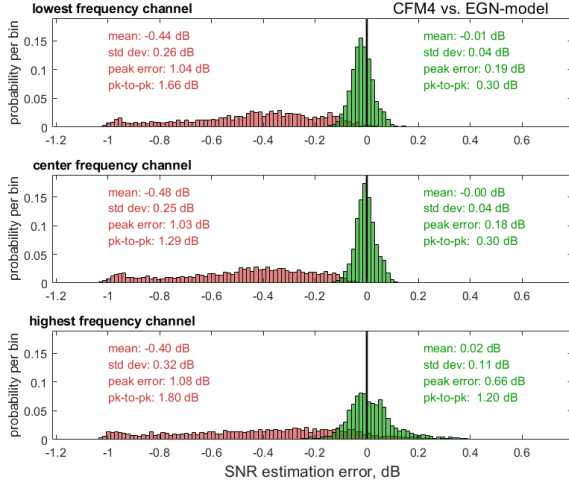 lowest frequency channel CFM4 vs. EGN-model
probability per bin
0.15
0.1
0.05
0
mean: -0.44 dB
std dev: 0.26 dB
peak error: 1.04 dB
pk-to-pk: 1.66 dB
mean: -0.01 dB
std dev: 0.04 dB
peak error: 0.19 dB
pk-to-pk: 0.30 dB
-1.2 -1 -0.8 -0.6 -0.4 -0.2 0 0.2 0.4 0.6
center frequency channel
probability per bin
0.15
0.1
0.05
0
mean: -0.48 dB
std dev: 0.25 dB
peak error: 1.03 dB
pk-to-pk: 1.29 dB
mean: -0.00 dB
std dev: 0.04 dB
peak error: 0.18 dB
pk-to-pk: 0.30 dB
-1.2 -1 -0.8 -0.6 -0.4 -0.2 0 0.2 0.4 0.6
highest frequency channel
probability per bin
0.15
0.1
0.05
0
mean: -0.40 dB
std dev: 0.32 dB
peak error: 1.08 dB
pk-to-pk: 1.80 dB
mean: 0.02 dB
std dev: 0.11 dB
peak error: 0.66 dB
pk-to-pk: 1.20 dB
-1.2 -1 -0.8 -0.6 -0.4 -0.2 0 0.2 0.4 0.6
SNR estimation error, dB